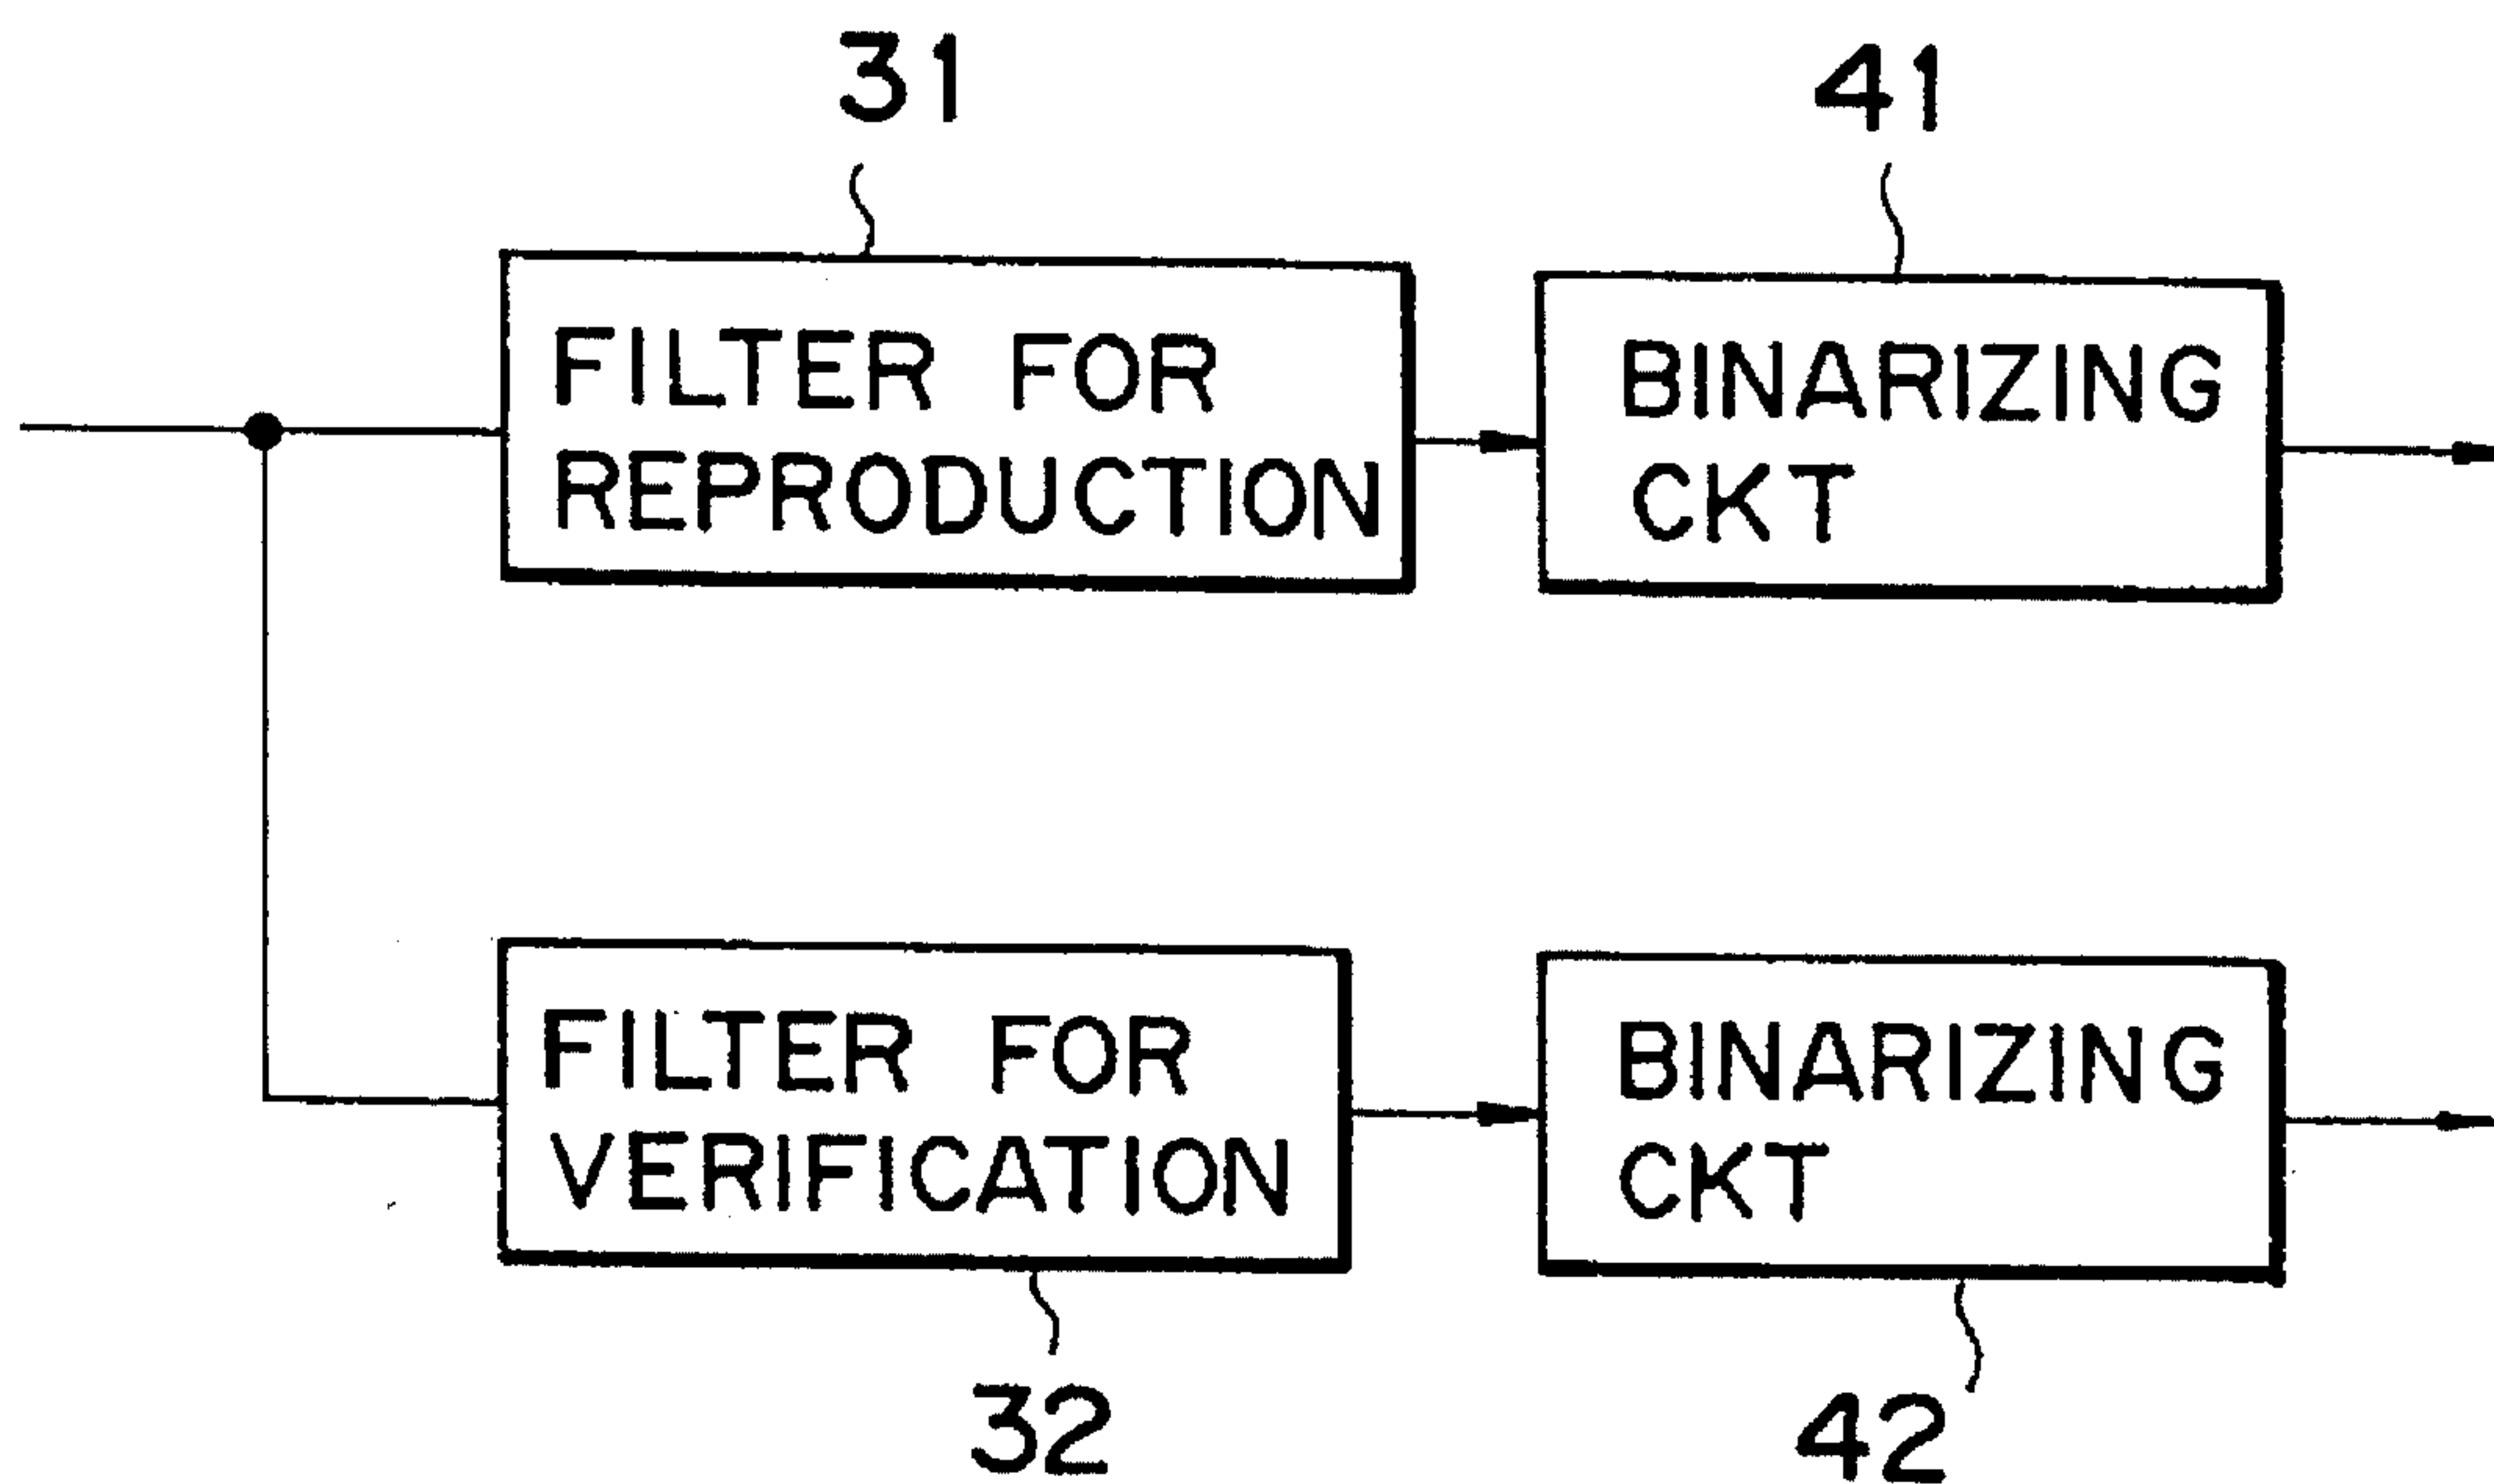 31
41
FILTER FOR
REPRODUCTION
BINARIZING
CKT
FILTER FOR
VERIFICATION
BINARIZING
CKT
32
42